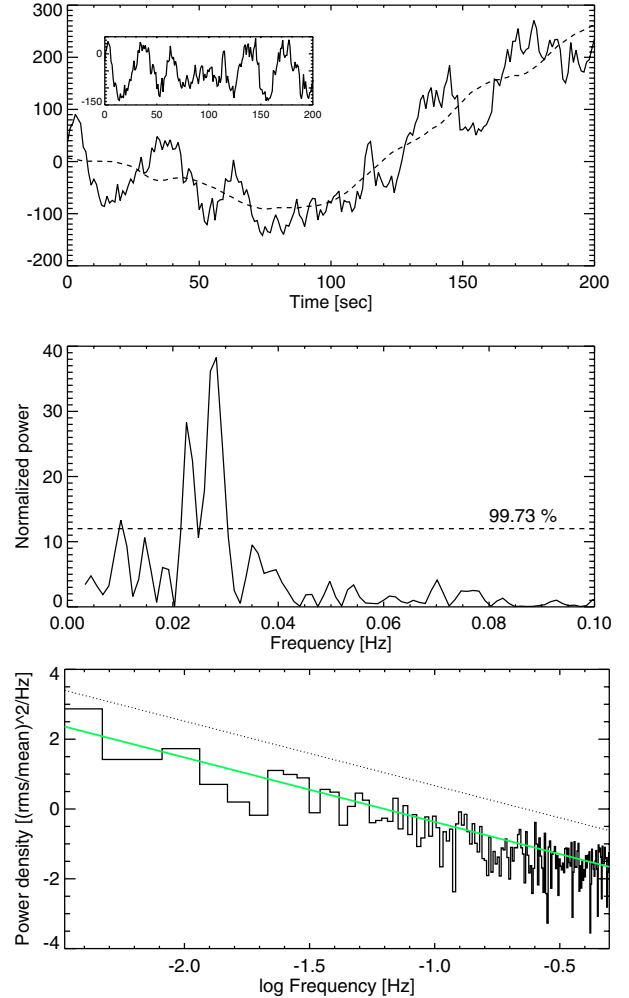 300
200
100
0
-100
-200
0
-150
0 50 100 150 200
0 50 100 150 200
Time [sec]
40
30
20
10
0
Normalized power
99.73 %
0.00 0.02 0.04 0.06 0.08 0.10
Frequency [Hz]
4
2
0
-2
-4
Power density [(rms/mean)^2/Hz]
-2.0 -1.5 -1.0 -0.5
log Frequency [Hz]